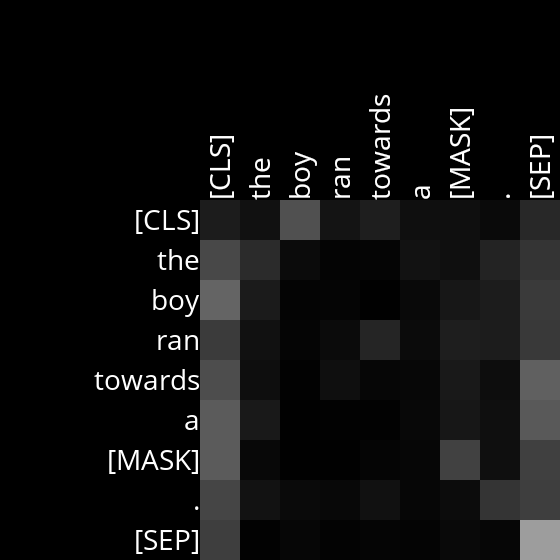 [CLS] the boy ran towards a [MASK] . [SEP]
[CLS]
the
boy
ran
towards
a
[MASK]
.
[SEP]